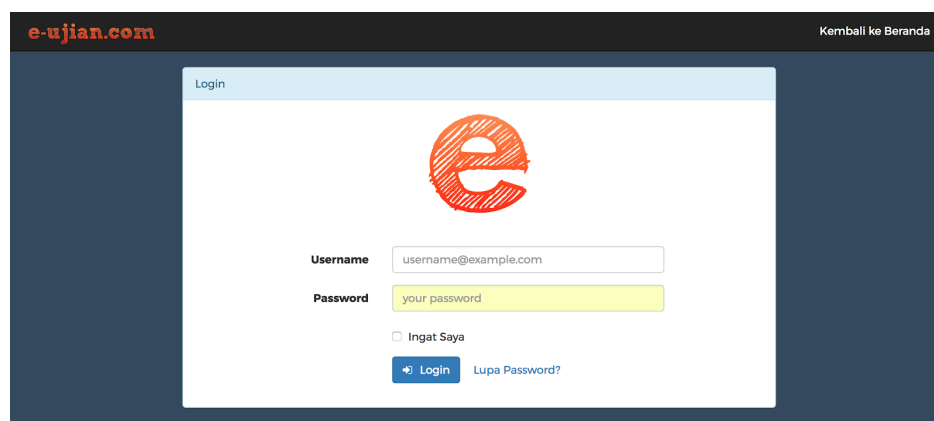 e-ujian.com
Kembali ke Beranda
Login
e
Username username@example.com
Password your password
Ingat Saya
Login Lupa Password?